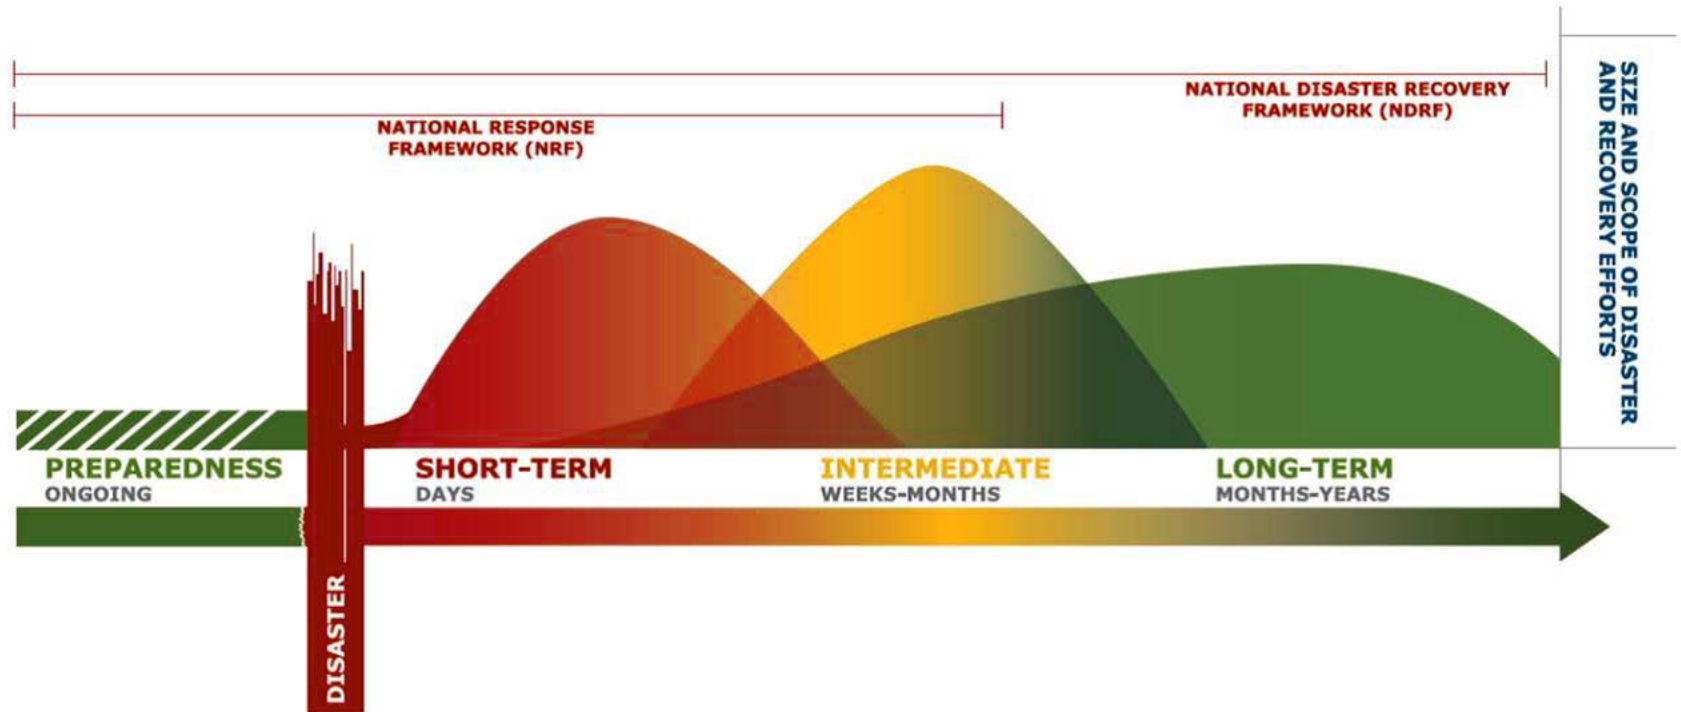 NATIONAL DISASTER RECOVERY
FRAMEWORK (NDRF)
NATIONAL RESPONSE
FRAMEWORK (NRF)
SIZE AND SCOPE OF DISASTER
AND RECOVERY EFFORTS
PREPAREDNESS
ONGOING
SHORT-TERM
DAYS
INTERMEDIATE
WEEKS-MONTHS
LONG-TERM
MONTHS-YEARS
DISASTER